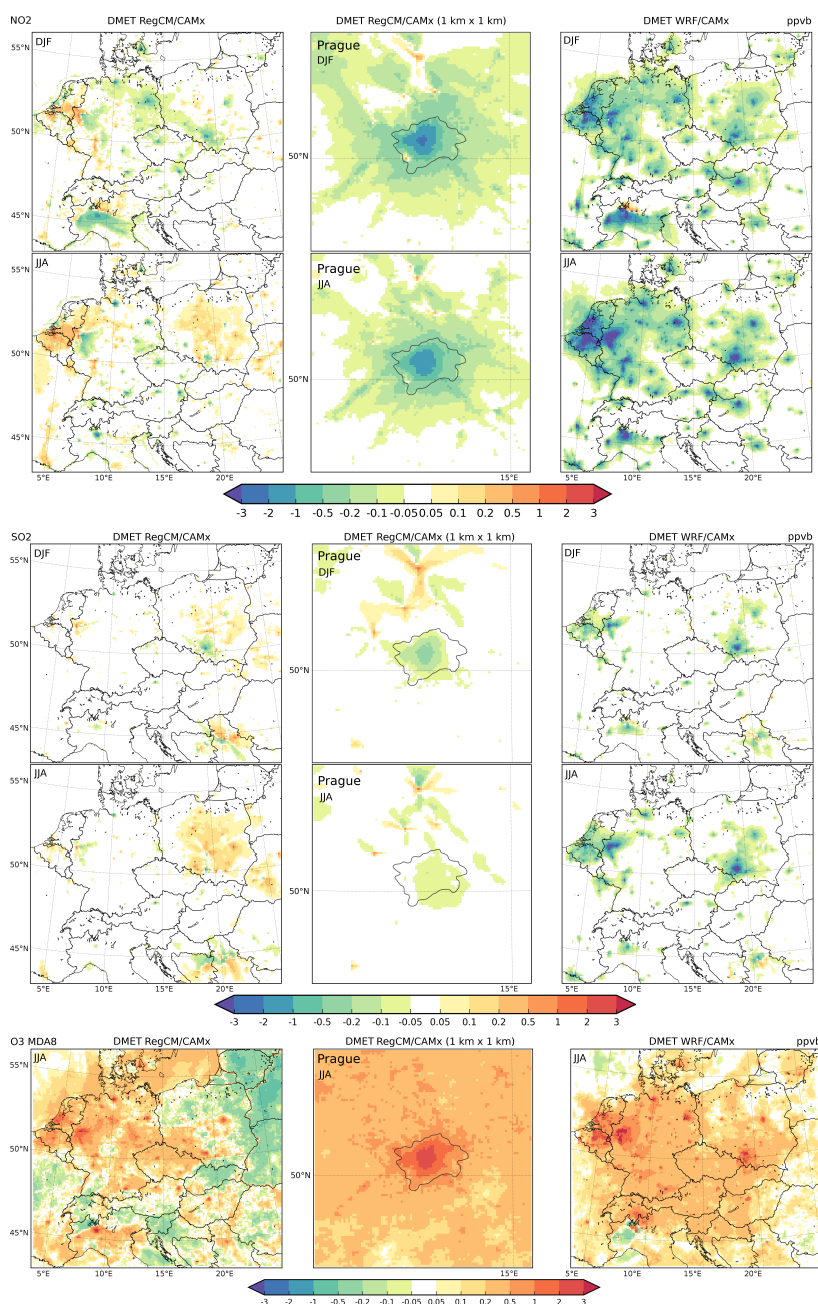 NO2 DMET RegCM/CAMx DMET RegCM/CAMx (1 km x 1 km) DMET WRF/CAMx ppvb
55°N DJF Prague DJF DJF
50°N 50°N
45°N
55°N JJA Prague JJA JJA
50°N 50°N
45°N
5°E 10°E 15°E 20°E 15°E 5°E 10°E 15°E 20°E
-3 -2 -1 -0.5 -0.2 -0.1 -0.05 0.05 0.1 0.2 0.5 1 2 3
SO2 DMET RegCM/CAMx DMET RegCM/CAMx (1 km x 1 km) DMET WRF/CAMx ppvb
55°N DJF Prague DJF DJF
50°N 50°N
45°N
55°N JJA Prague JJA JJA
50°N 50°N
45°N
5°E 10°E 15°E 20°E 15°E 5°E 10°E 15°E 20°E
-3 -2 -1 -0.5 -0.2 -0.1 -0.05 0.05 0.1 0.2 0.5 1 2 3
O3 MDA8 DMET RegCM/CAMx DMET RegCM/CAMx (1 km x 1 km) DMET WRF/CAMx
55°N JJA Prague JJA JJA
50°N 50°N
45°N
5°E 10°E 15°E 20°E 15°E 5°E 10°E 15°E 20°E
-3 -2 -1 -0.5 -0.2 -0.1 -0.05 0.05 0.1 0.2 0.5 1 2 3